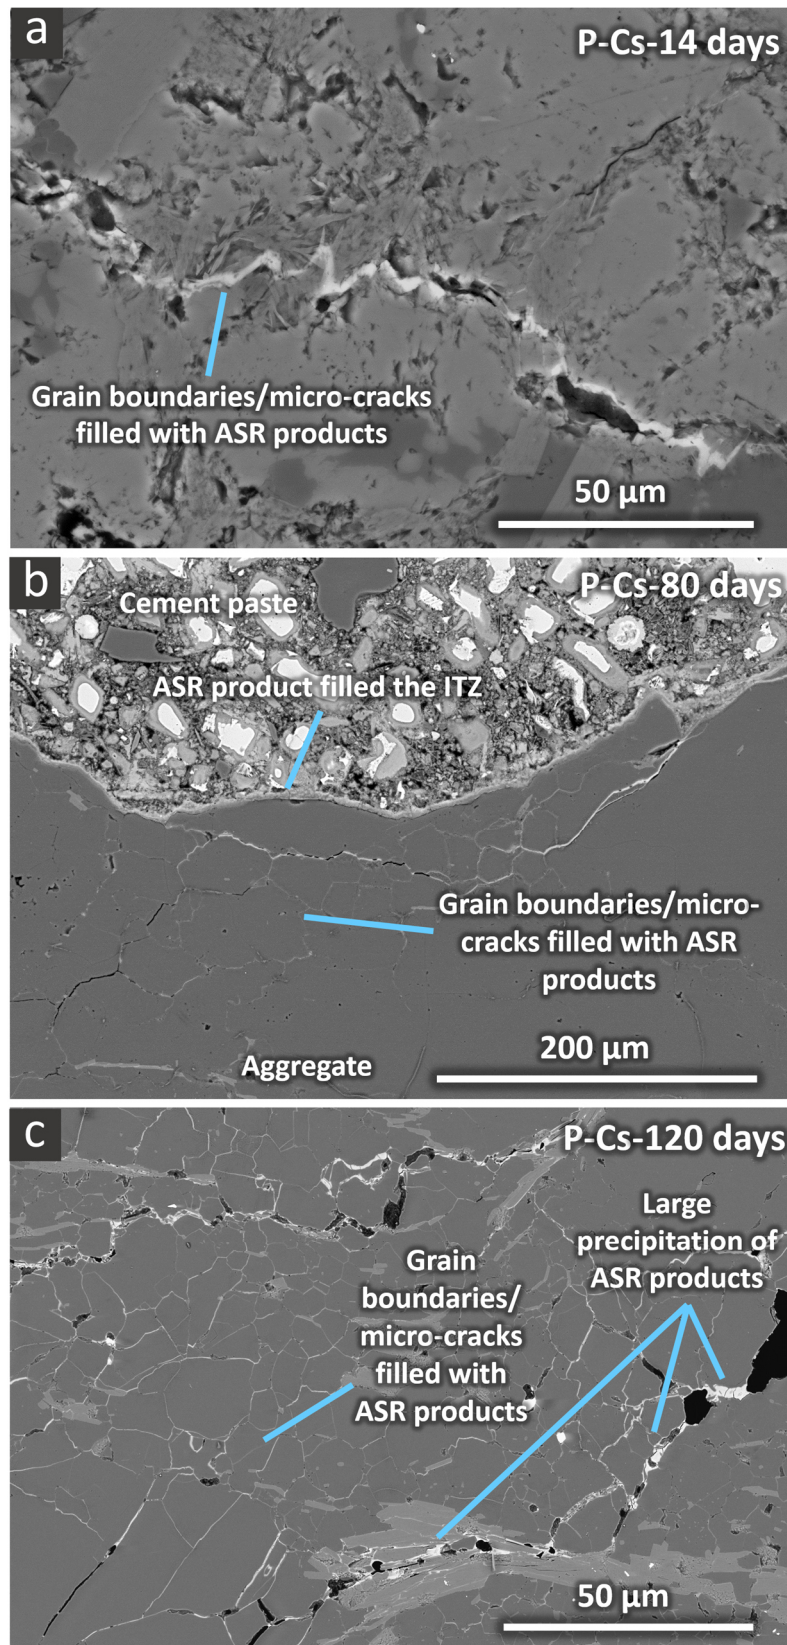 a
P-Cs-14 days
Grain boundaries/micro-cracks
filled with ASR products
50 µm
b
P-Cs-80 days
Cement paste
ASR product filled the ITZ
Grain boundaries/micro-
cracks filled with ASR
products
Aggregate
200 µm
c
P-Cs-120 days
Large
precipitation of
ASR products
Grain
boundaries/
micro-cracks
filled with
ASR products
50 µm